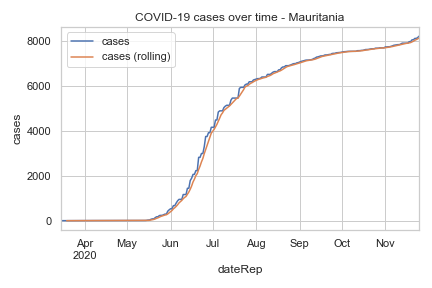 COVID-19 cases over time - Mauritania
cases
cases (rolling)
8000
6000
4000
2000
0
cases
Apr
2020
May
Jun
Jul
Aug
Sep
Oct
Nov
dateRep